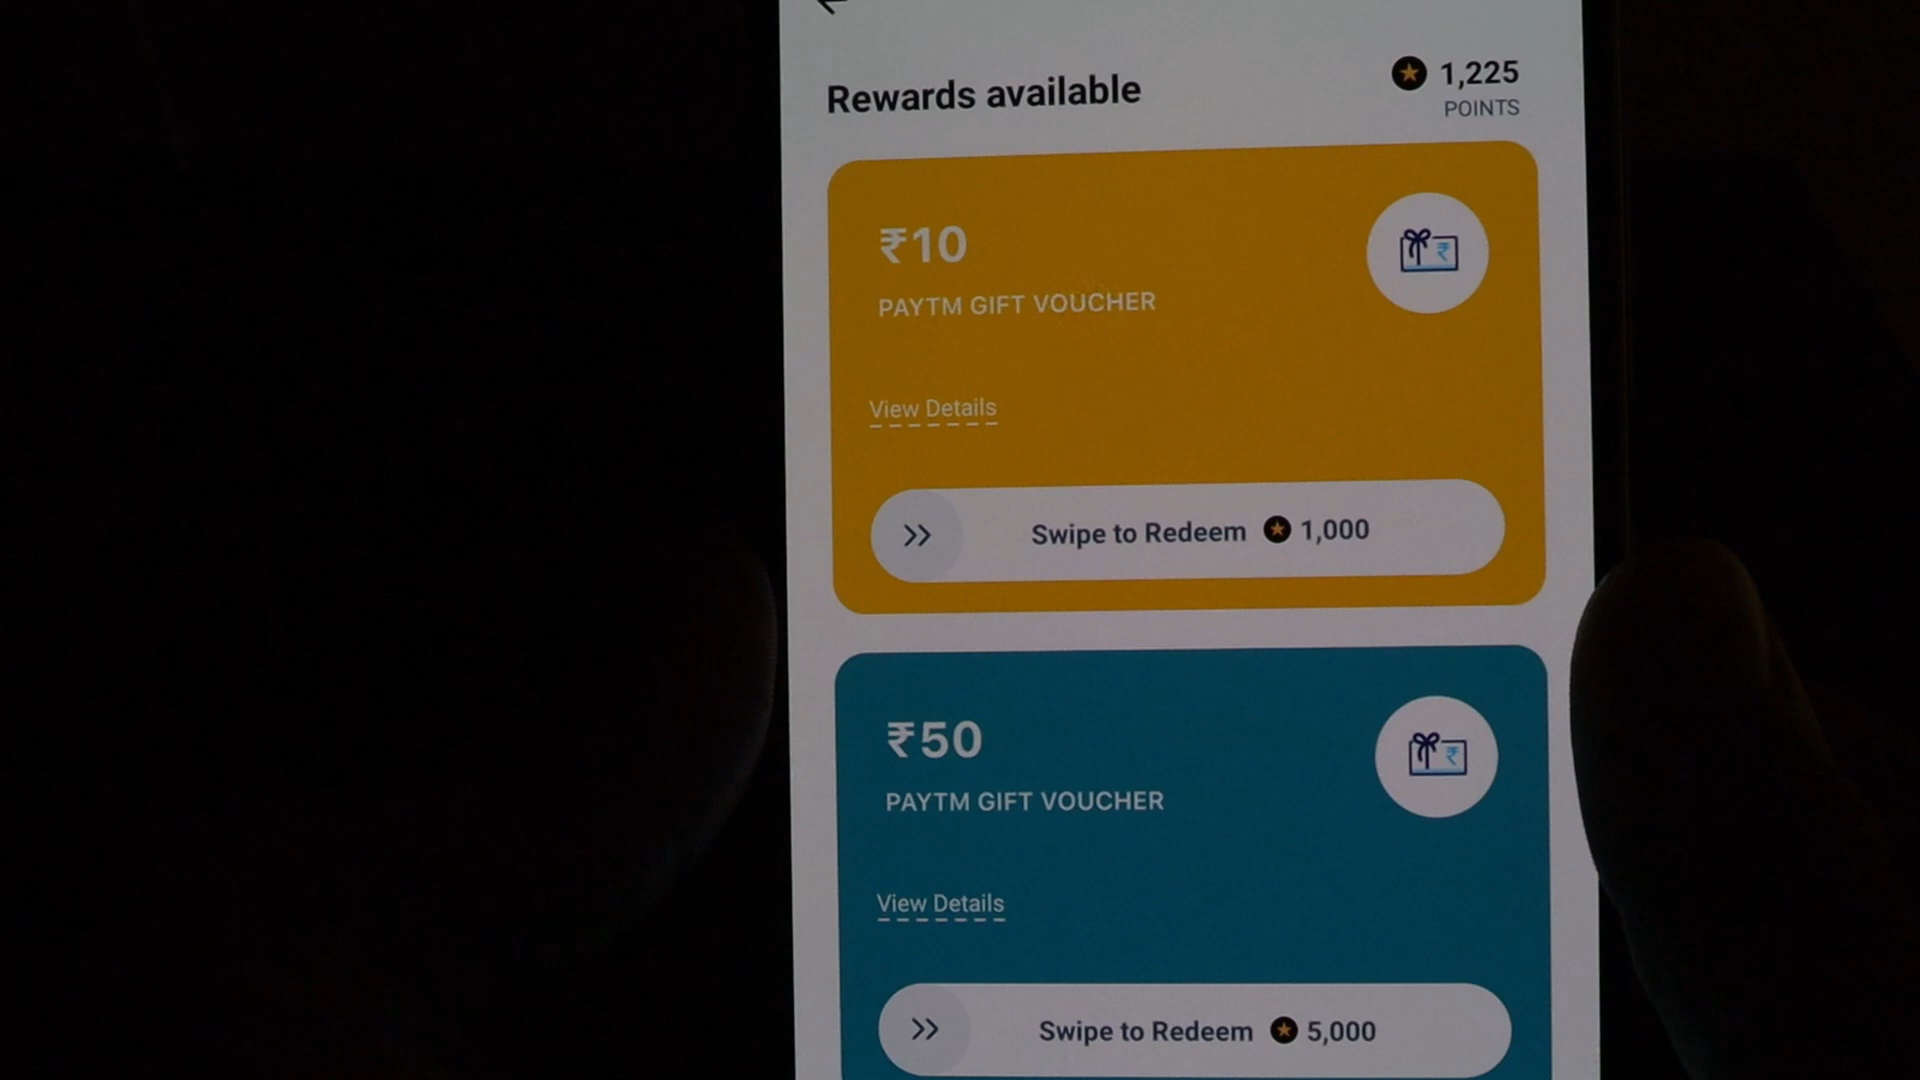 Rewards available
1,225
POINTS
₹10
PAYTM GIFT VOUCHER
₹
View Details
Swipe to Redeem 1,000
₹50
PAYTM GIFT VOUCHER
₹
View Details
Swipe to Redeem 5,000